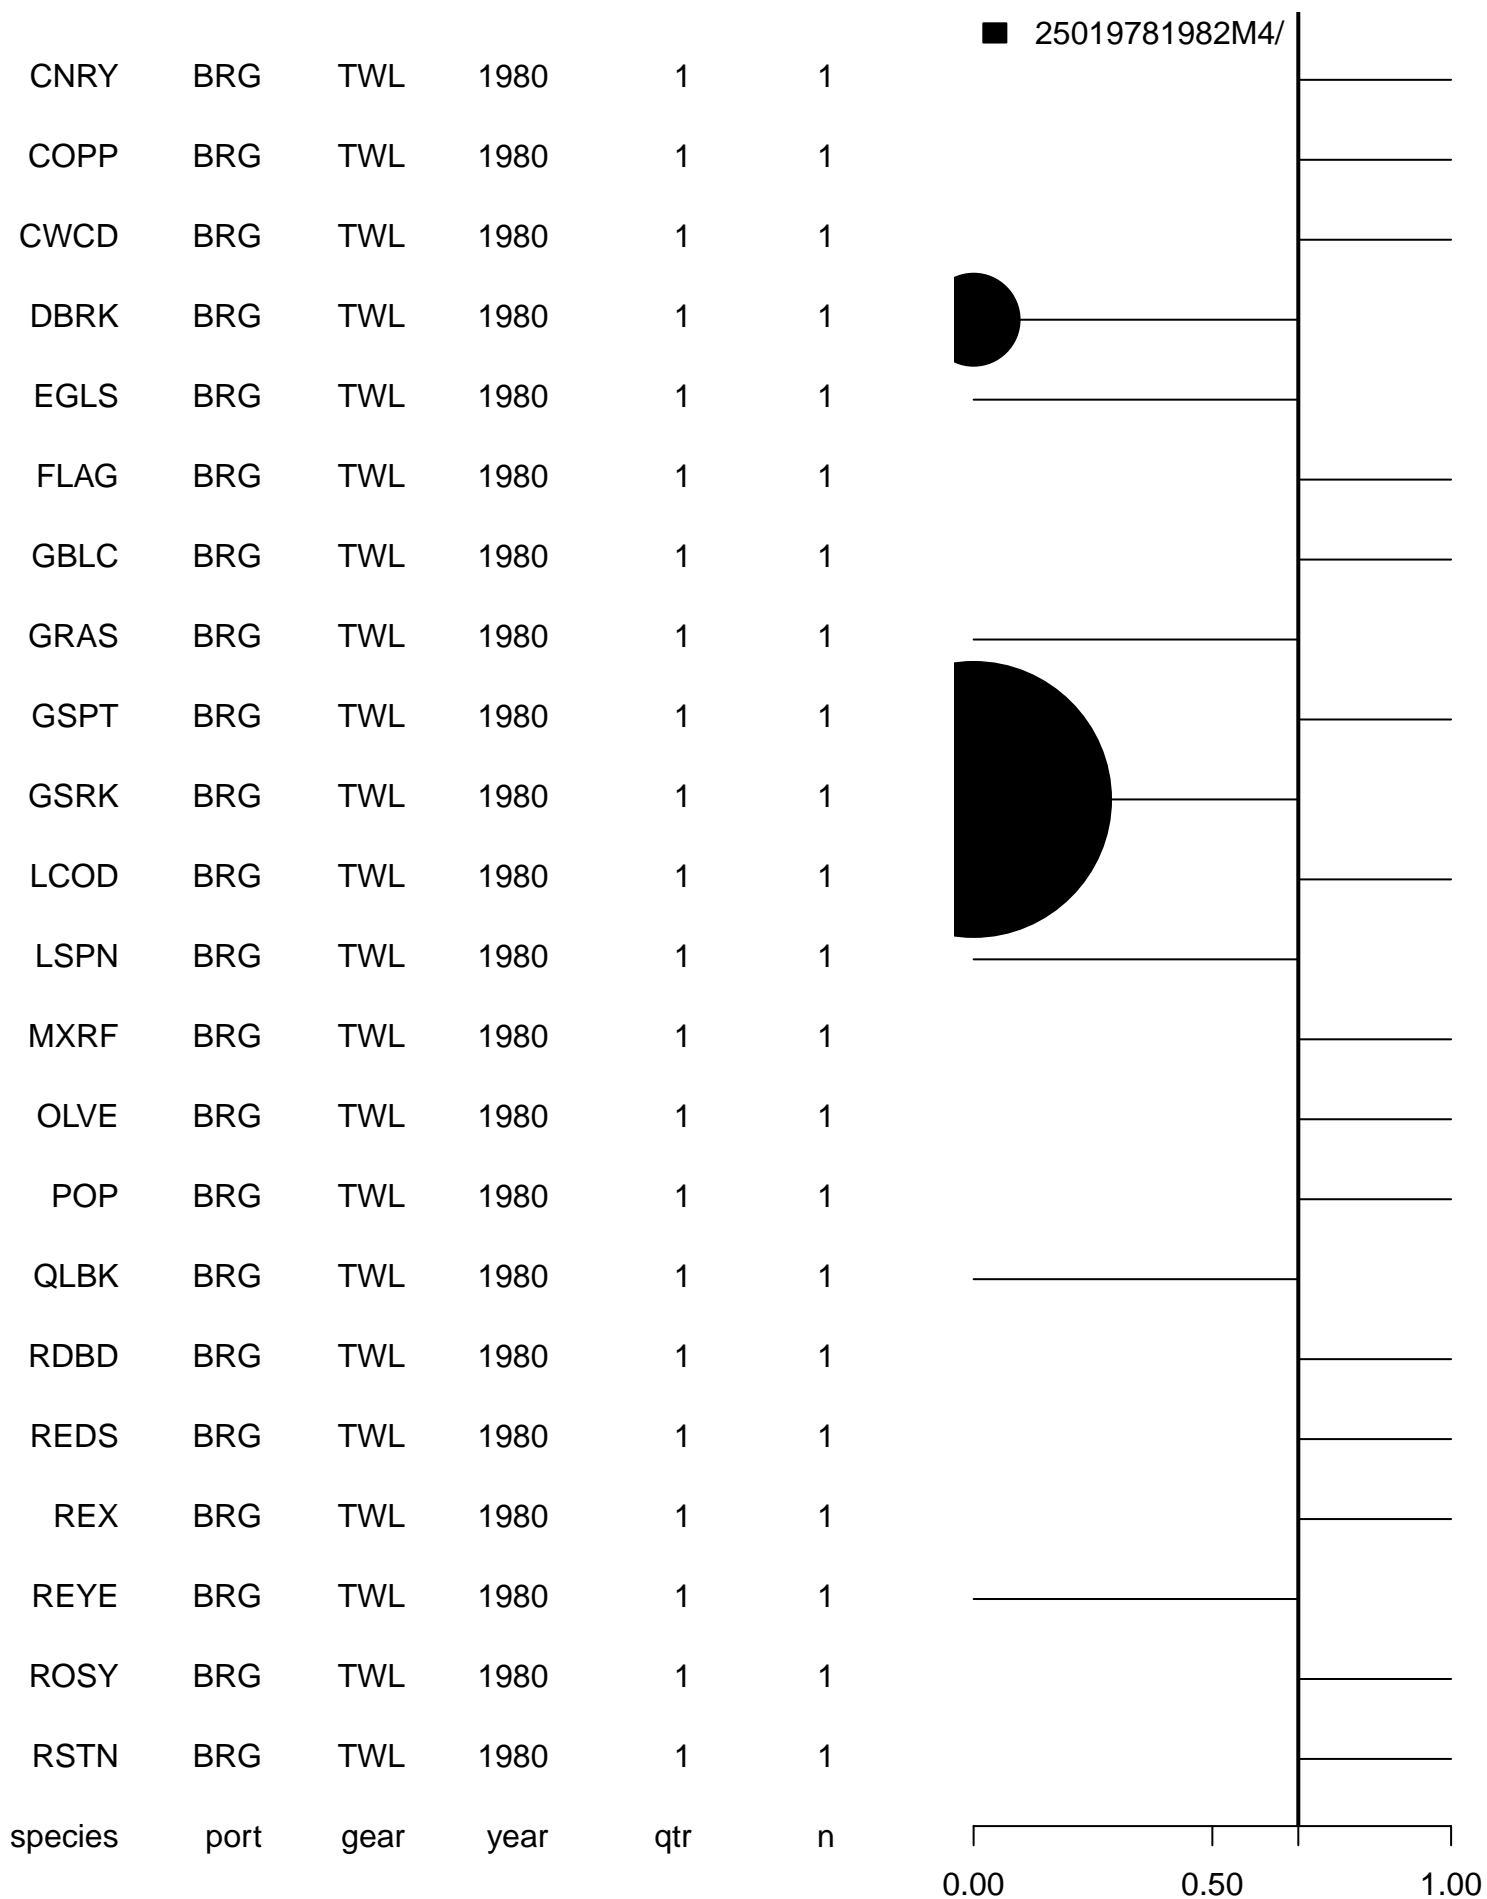 25019781982M4/
CNRY BRG TWL 1980 1 1
COPP BRG TWL 1980 1 1
CWCD BRG TWL 1980 1 1
DBRK BRG TWL 1980 1 1
EGLS BRG TWL 1980 1 1
FLAG BRG TWL 1980 1 1
GBLC BRG TWL 1980 1 1
GRAS BRG TWL 1980 1 1
GSPT BRG TWL 1980 1 1
GSRK BRG TWL 1980 1 1
LCOD BRG TWL 1980 1 1
LSPN BRG TWL 1980 1 1
MXRF BRG TWL 1980 1 1
OLVE BRG TWL 1980 1 1
POP BRG TWL 1980 1 1
QLBK BRG TWL 1980 1 1
RDBD BRG TWL 1980 1 1
REDS BRG TWL 1980 1 1
REX BRG TWL 1980 1 1
REYE BRG TWL 1980 1 1
ROSY BRG TWL 1980 1 1
RSTN BRG TWL 1980 1 1
species port gear year qtr n
0.00 0.50 1.00